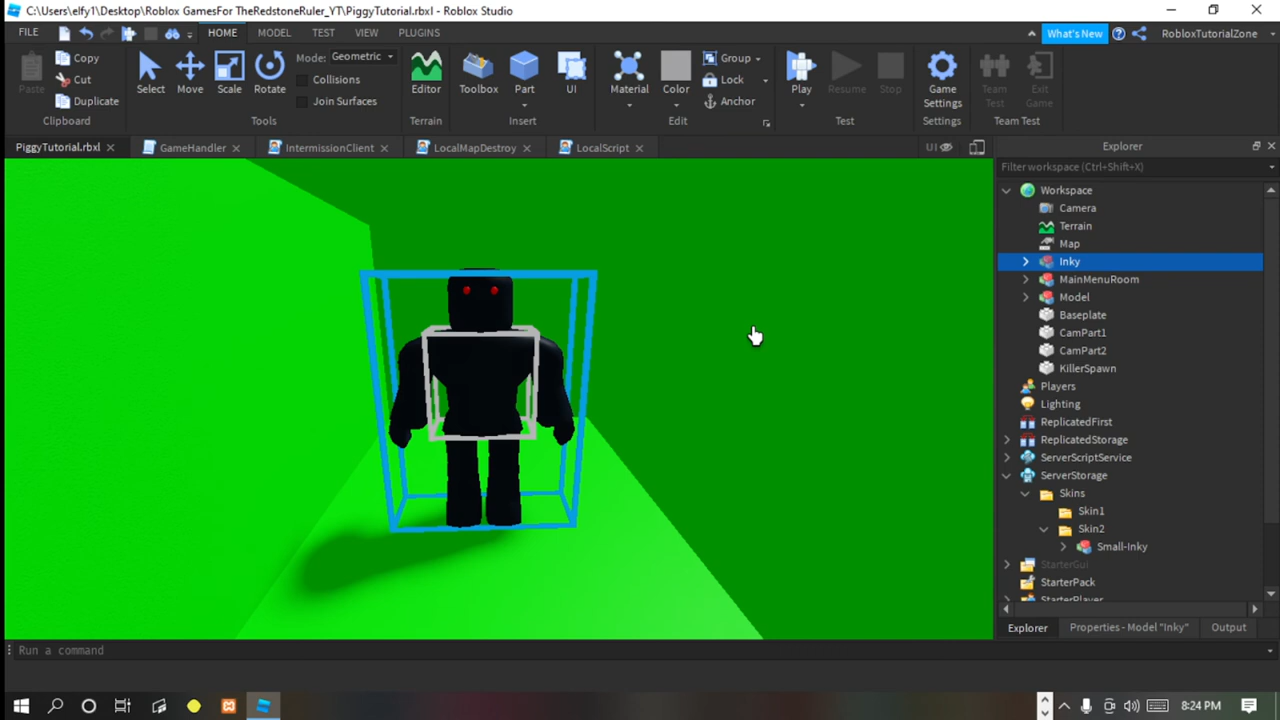 C:\Users\elfy1\Desktop\Roblox GamesFor TheRedstoneRuler_YT\PiggyTutorial.rbxl - Roblox Studio
FILE HOME MODEL TEST VIEW PLUGINS What's New RobloxTutorialZone
Paste Copy Cut Duplicate Clipboard
Select Move Scale Rotate Mode: Geometric Collisions Join Surfaces Tools
Editor Terrain
Toolbox Part UI Insert
Material Color Group Lock Anchor Edit
Play Resume Stop Test
Game Settings Settings
Team Test Exit Game Team Test
PiggyTutorial.rbxl GameHandler IntermissionClient LocalMapDestroy LocalScript UI
Explorer
Filter workspace (Ctrl+Shift+X)
Workspace
Camera
Terrain
Map
Inky
MainMenuRoom
Model
Baseplate
CamPart1
CamPart2
KillerSpawn
Players
Lighting
ReplicatedFirst
ReplicatedStorage
ServerScriptService
ServerStorage
Skins
Skin1
Skin2
Small-Inky
StarterGui
StarterPack
StarterPlayer
Explorer Properties - Model "Inky" Output
Run a command
8:24 PM